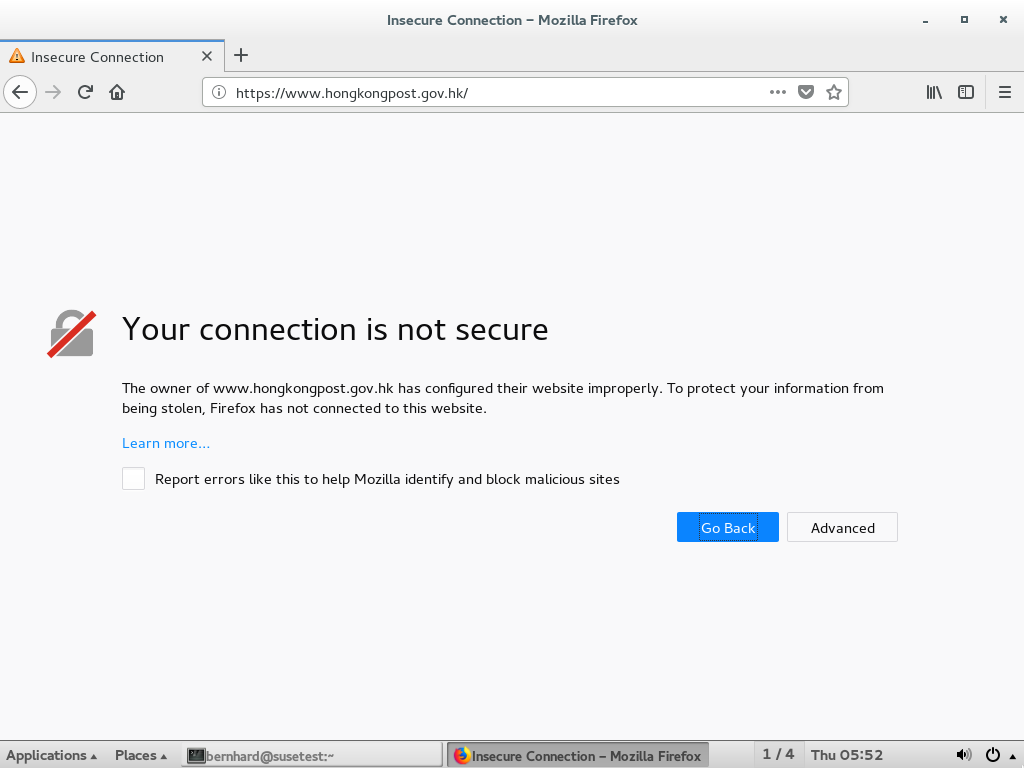 Insecure Connection – Mozilla Firefox
Insecure Connection
https://www.hongkongpost.gov.hk/
Your connection is not secure
The owner of www.hongkongpost.gov.hk has configured their website improperly. To protect your information from
being stolen, Firefox has not connected to this website.
Learn more…
Report errors like this to help Mozilla identify and block malicious sites
Go Back
Advanced
Applications
Places
bernhard@susetest:~
Insecure Connection – Mozilla Firefox
1 / 4
Thu 05:52